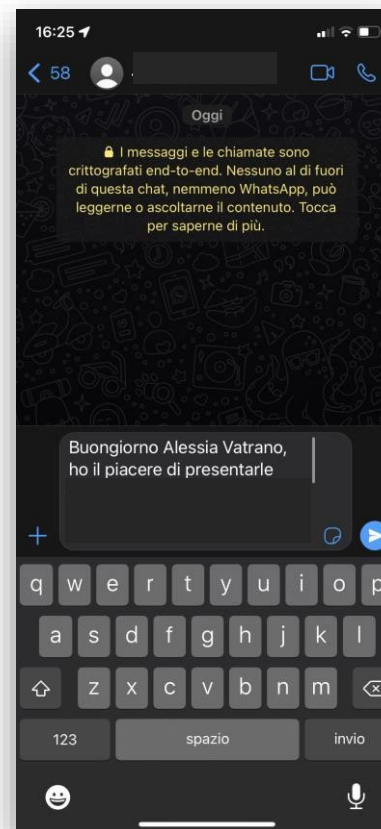 16:25
58
Oggi
I messaggi e le chiamate sono
crittografati end-to-end. Nessuno al di fuori
di questa chat, nemmeno WhatsApp, può
leggerne o ascoltarne il contenuto. Tocca
per saperne di più.
Buongiorno Alessia Vatrano,
ho il piacere di presentarle
q w e r t y u i o p
a s d f g h j k l
z x c v b n m
123 spazio invio